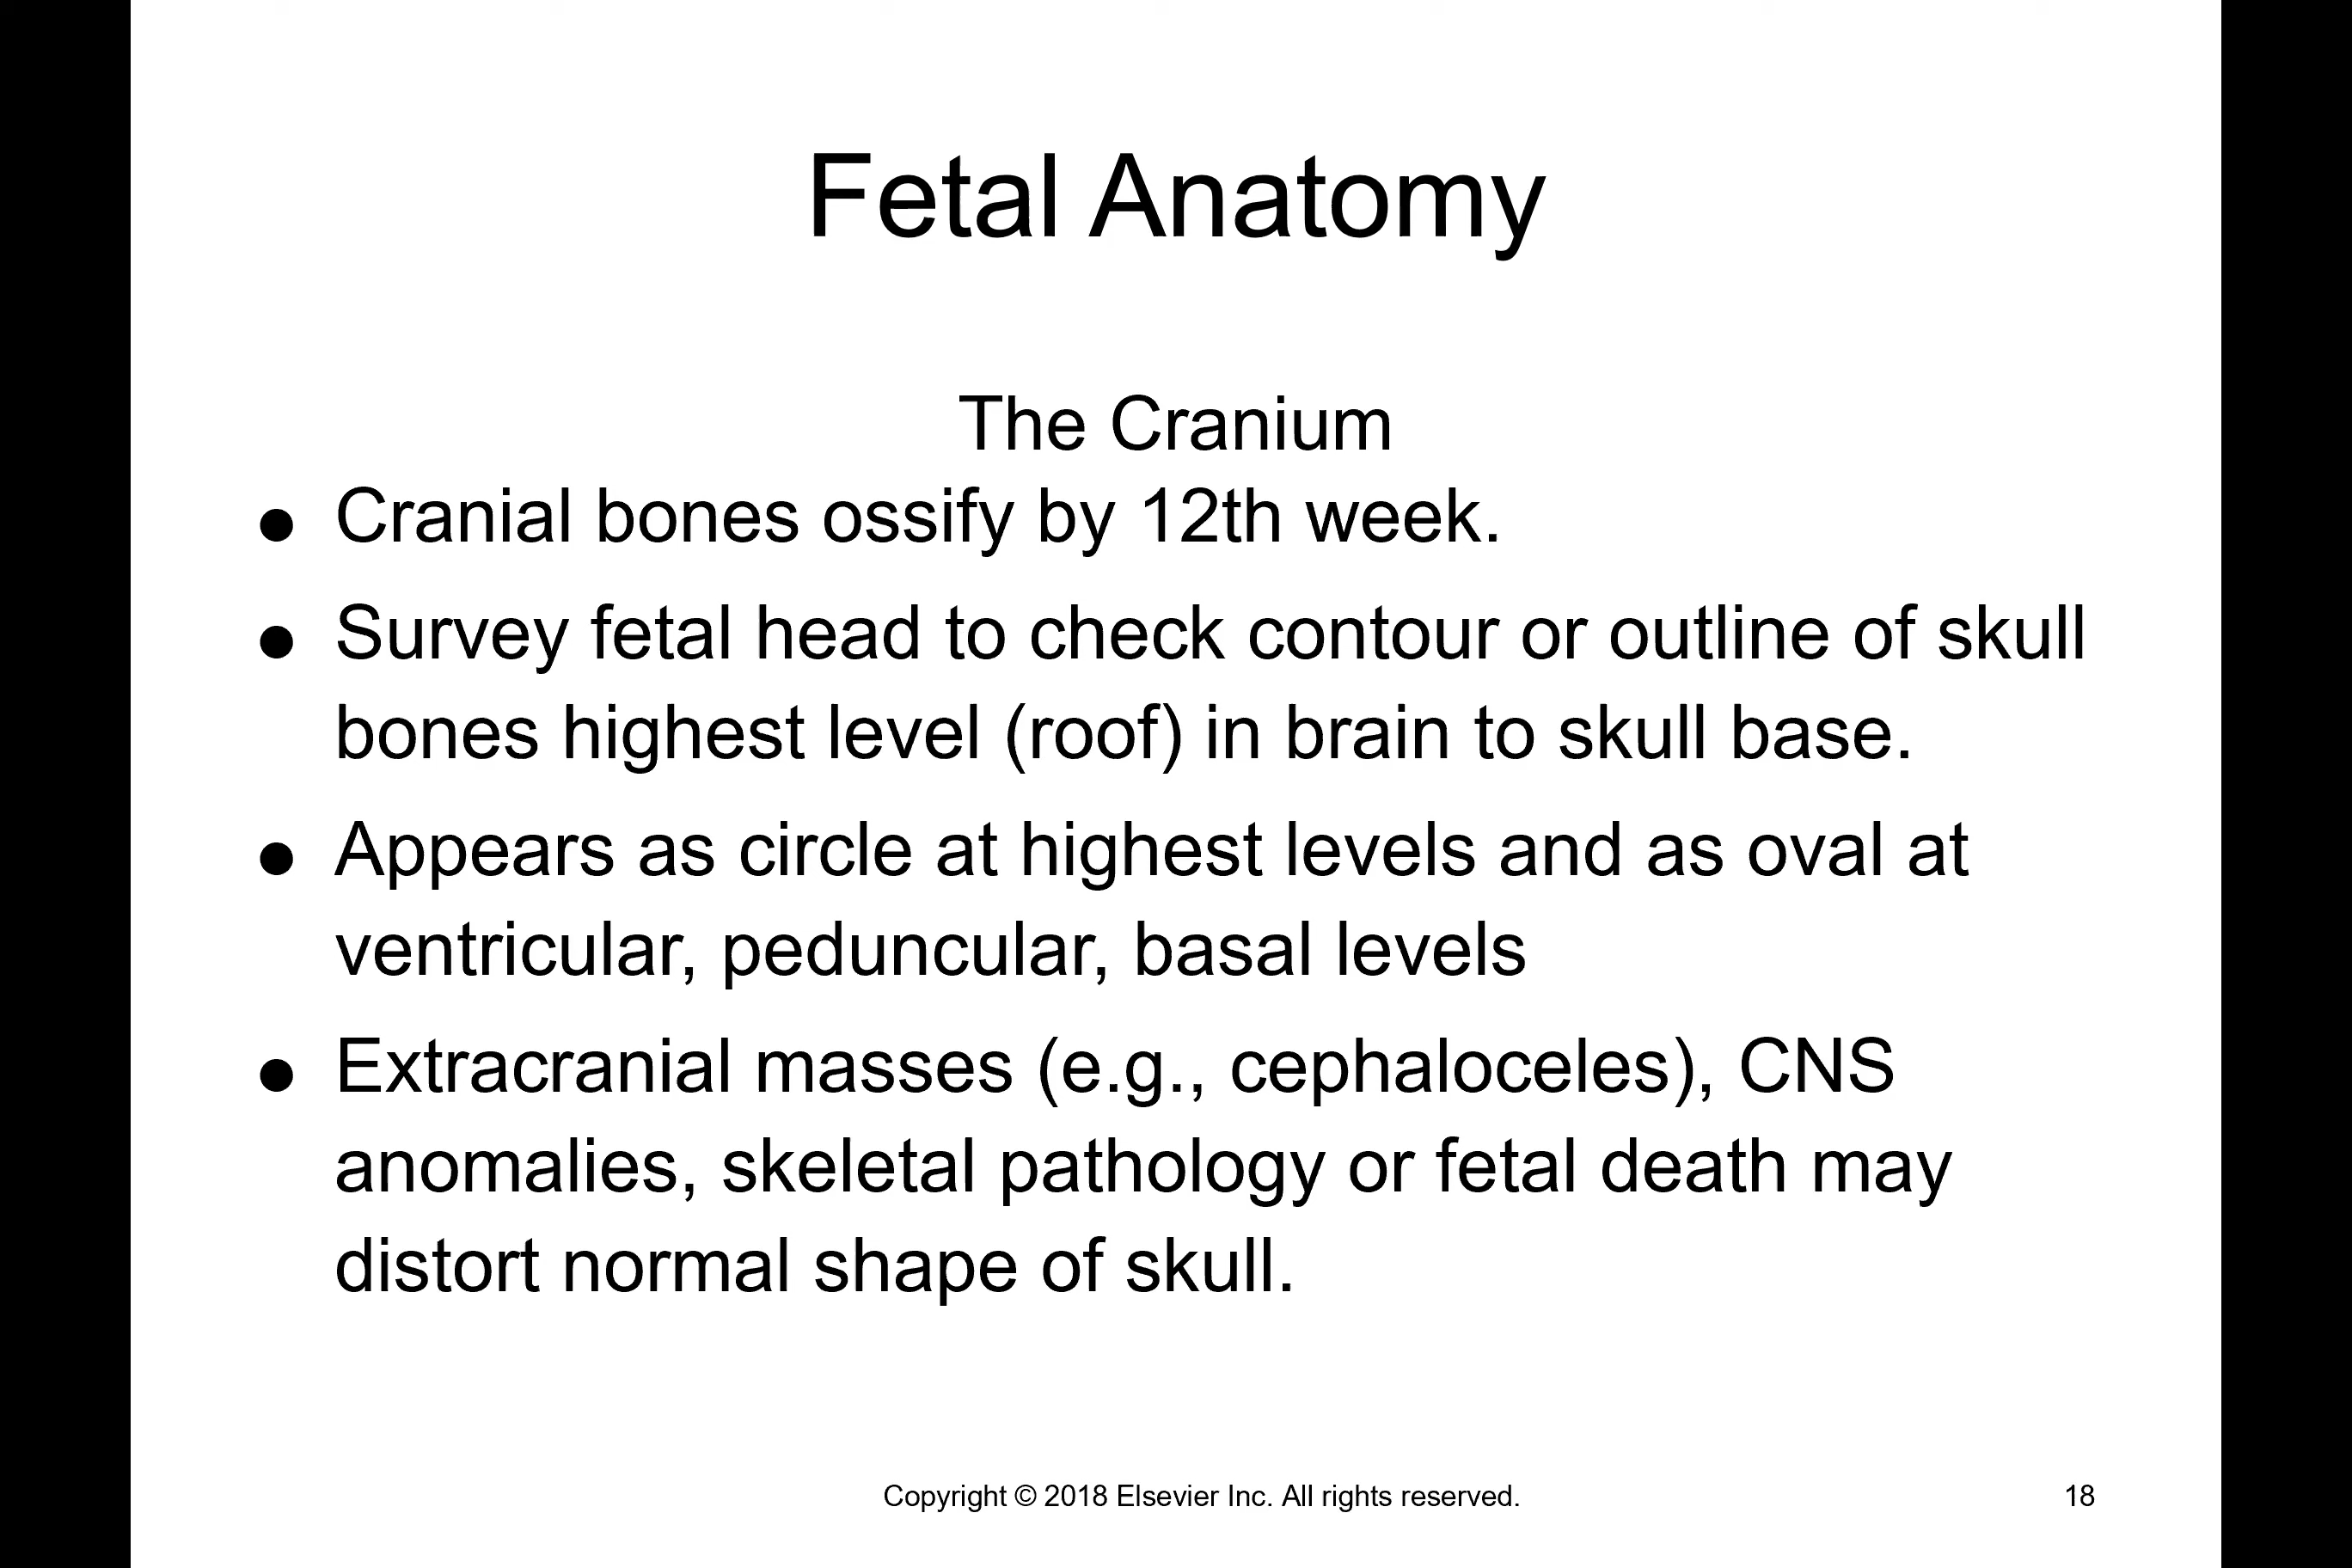 Fetal Anatomy
The Cranium
● Cranial bones ossify by 12th week.
● Survey fetal head to check contour or outline of skull
bones highest level (roof) in brain to skull base.
● Appears as circle at highest levels and as oval at
ventricular, peduncular, basal levels
● Extracranial masses (e.g., cephaloceles), CNS
anomalies, skeletal pathology or fetal death may
distort normal shape of skull.
Copyright © 2018 Elsevier Inc. All rights reserved.
18